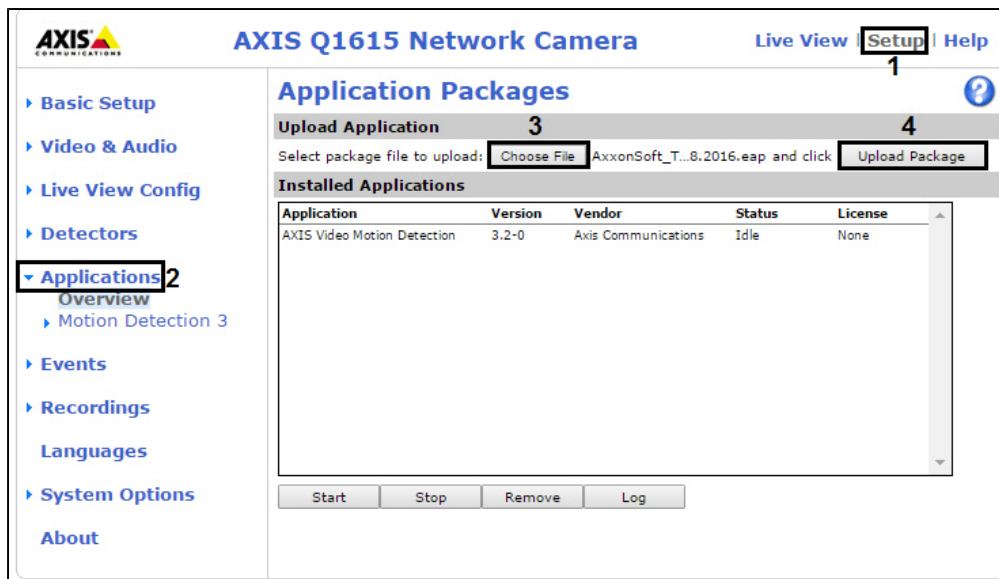 AXIS
COMMUNICATIONS
AXIS Q1615 Network Camera
Live View | Setup | Help
1
Basic Setup
Video & Audio
Live View Config
Detectors
Applications 2
Overview
Motion Detection 3
Events
Recordings
Languages
System Options
About
Application Packages
?
Upload Application
3
4
Select package file to upload: Choose File AxxonSoft_T...8.2016.eap and click Upload Package
Installed Applications
Application Version Vendor Status License
AXIS Video Motion Detection 3.2-0 Axis Communications Idle None
Start Stop Remove Log